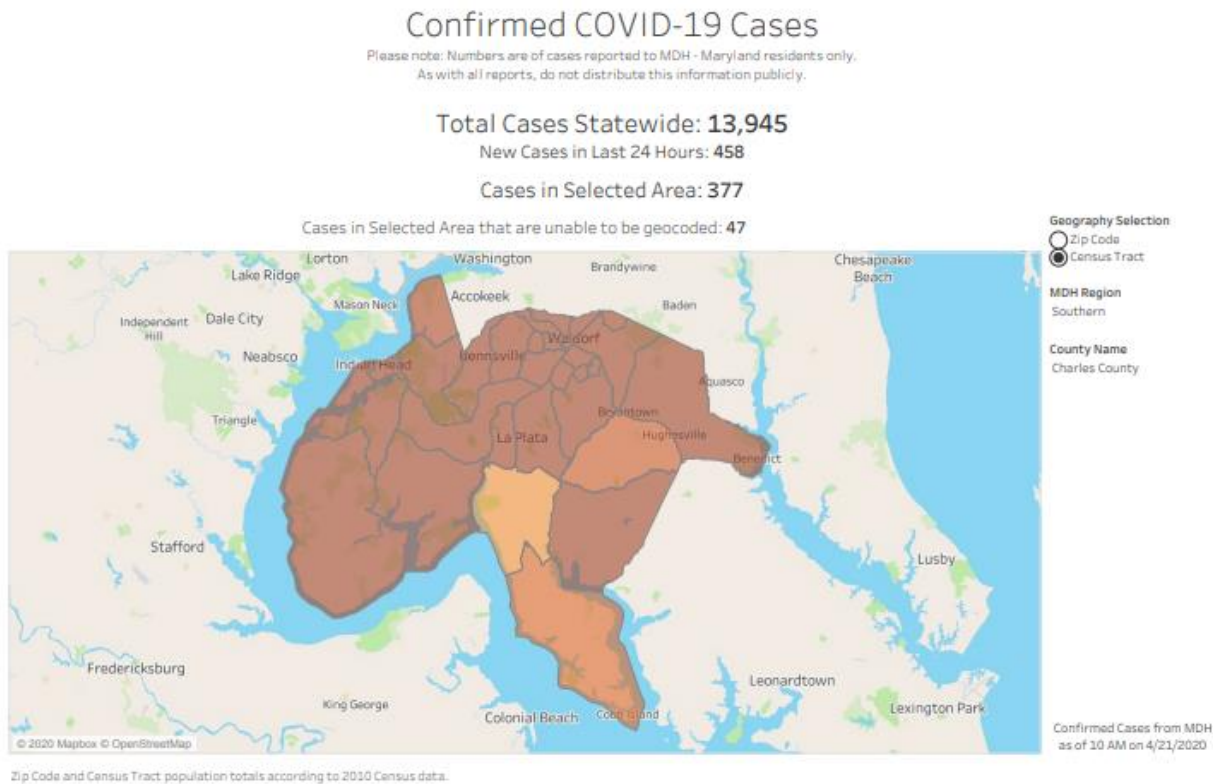 Confirmed COVID-19 Cases
Please note: Numbers are of cases reported to MDH - Maryland residents only.
As with all reports, do not distribute this information publicly.
Total Cases Statewide: 13,945
New Cases in Last 24 Hours: 458
Cases in Selected Area: 377
Cases in Selected Area that are unable to be geocoded: 47
Geography Selection
Zip Code
Census Tract
MDH Region
Southern
County Name
Charles County
Lorton
Washington
Brandywine
Chesapeake
Beach
Lake Ridge
Mason Neck
Accokeek
Baden
Independent
Hill
Dale City
Waldorf
Neabsco
Indian Head
Bennsville
Aquasco
Triangle
Bryantown
La Plata
Hughesville
Benedict
Stafford
Lusby
Fredericksburg
Leonardtown
King George
Colonial Beach
Cobb Island
Lexington Park
© 2020 Mapbox © OpenStreetMap
Confirmed Cases from MDH
as of 10 AM on 4/21/2020
Zip Code and Census Tract population totals according to 2010 Census data.